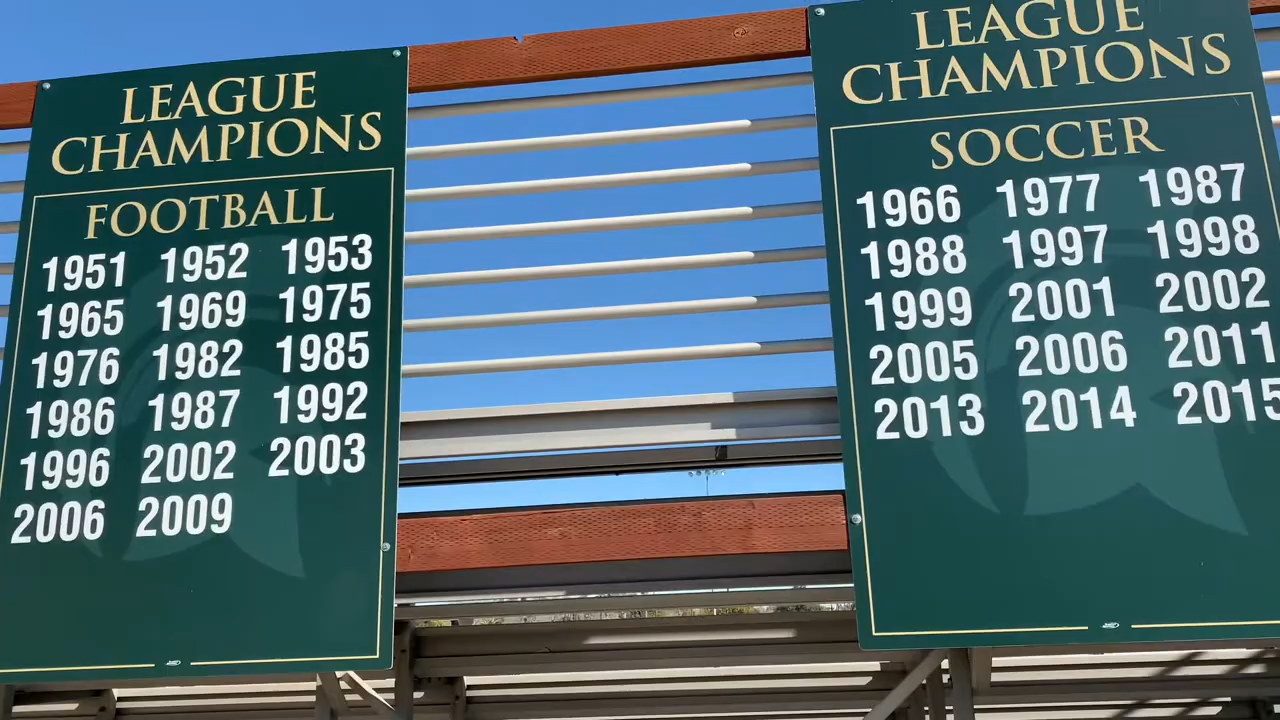 LEAGUE
CHAMPIONS
FOOTBALL
1951 1952 1953
1965 1969 1975
1976 1982 1985
1986 1987 1992
1996 2002 2003
2006 2009
LEAGUE
CHAMPIONS
SOCCER
1966 1977 1987
1988 1997 1998
1999 2001 2002
2005 2006 2011
2013 2014 2015